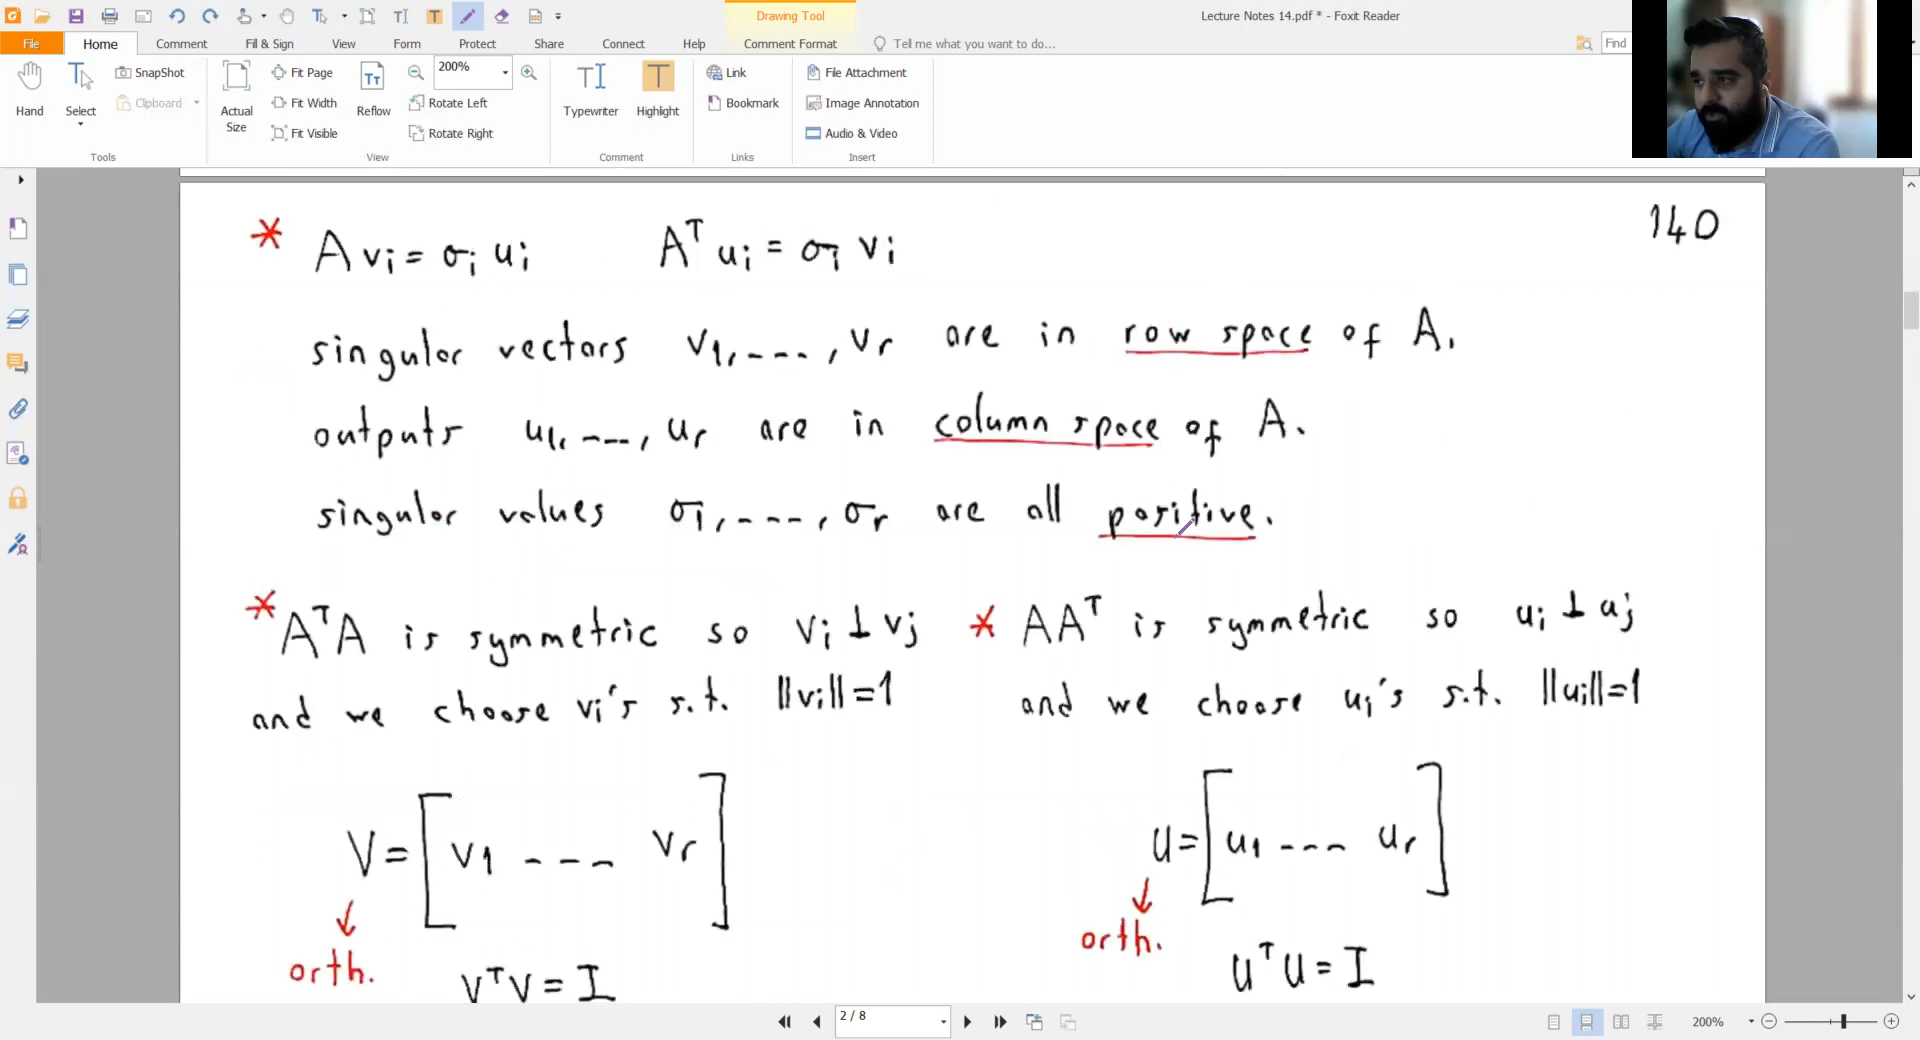 Lecture Notes 14.pdf * - Foxit Reader
Drawing Tool
File Home Comment Fill & Sign View Form Protect Share Connect Help Comment Format Tell me what you want to do... Find
Hand Select SnapShot Clipboard
Tools
Actual Size Fit Page Fit Width Fit Visible Reflow 200% Rotate Left Rotate Right
View
Typewriter Highlight
Comment
Link Bookmark
Links
File Attachment Image Annotation Audio & Video
Insert
140
* A vi = σi ui AT ui = σi vi
singular vectors v1, ---, vr are in row space of A.
outputs u1, ---, ur are in column space of A.
singular values σ1, ---, σr are all positive.
* ATA is symmetric so vi ⊥ vj
and we choose vi's s.t. ||vi||=1
* AAT is symmetric so ui ⊥ uj
and we choose ui's s.t. ||ui||=1
V = [v1 --- vr]
orth.
VTV = I
U = [u1 --- ur]
orth.
UTU = I
2 / 8
200%